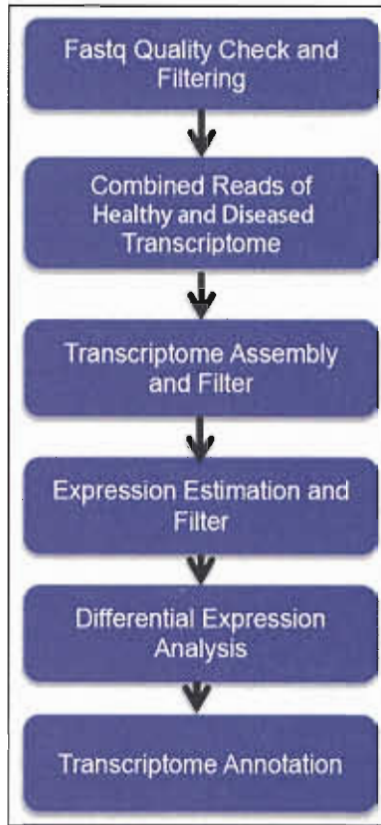 Fastq Quality Check and
Filtering
Combined Reads of
Healthy and Diseased
Transcriptome
Transcriptome Assembly
and Filter
Expression Estimation and
Filter
Differential Expression
Analysis
Transcriptome Annotation